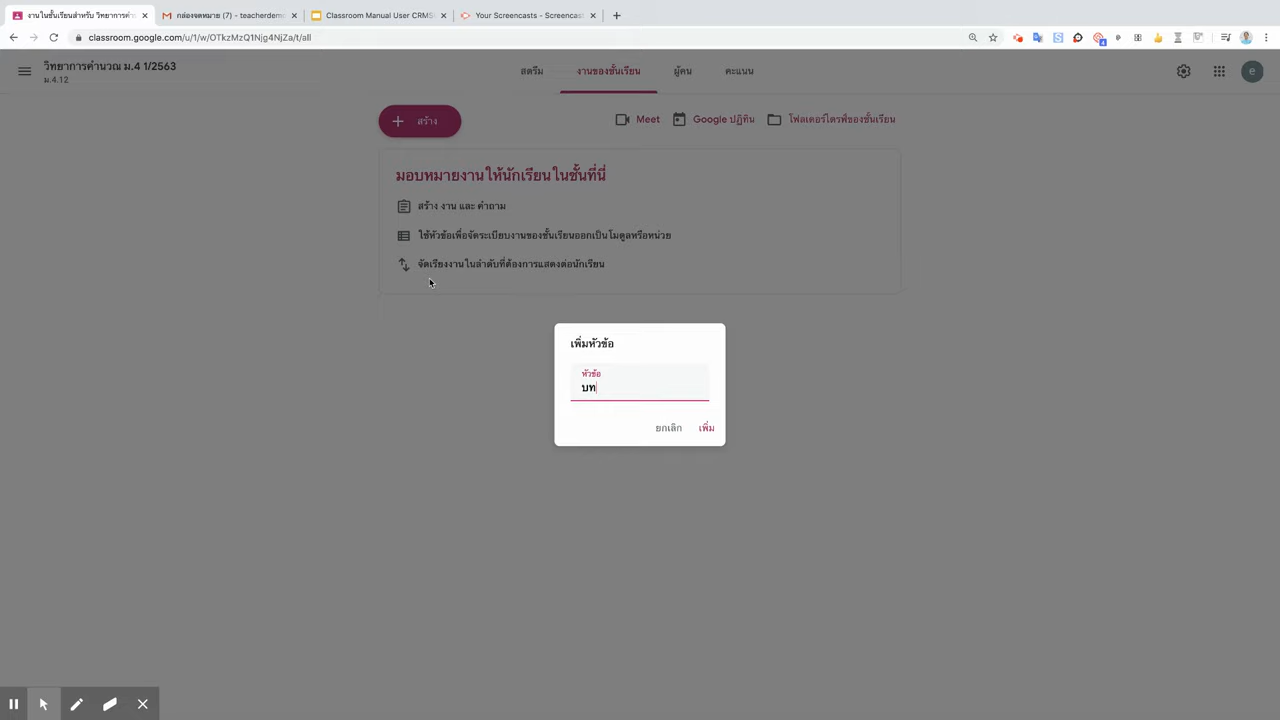 งานในชั้นเรียนสำหรับ วิทยาการคำ
กล่องจดหมาย (7) - teacherdem
Classroom Manual User CRMS
Your Screencasts - Screencast
classroom.google.com/u/1/w/OTkzMzQ1Njg4NjZa/t/all
วิทยาการคำนวณ ม.4 1/2563
ม.4.12
สตรีม งานของชั้นเรียน ผู้คน คะแนน
e
สร้าง
Meet Google ปฏิทิน โฟลเดอร์ไดรฟ์ของชั้นเรียน
มอบหมายงานให้นักเรียนในชั้นที่นี่
สร้าง งาน และ คำถาม
ใช้หัวข้อเพื่อจัดระเบียบงานของชั้นเรียนออกเป็นโมดูลหรือหน่วย
จัดเรียงงานในลำดับที่ต้องการแสดงต่อนักเรียน
เพิ่มหัวข้อ
หัวข้อ
บท
ยกเลิก เพิ่ม